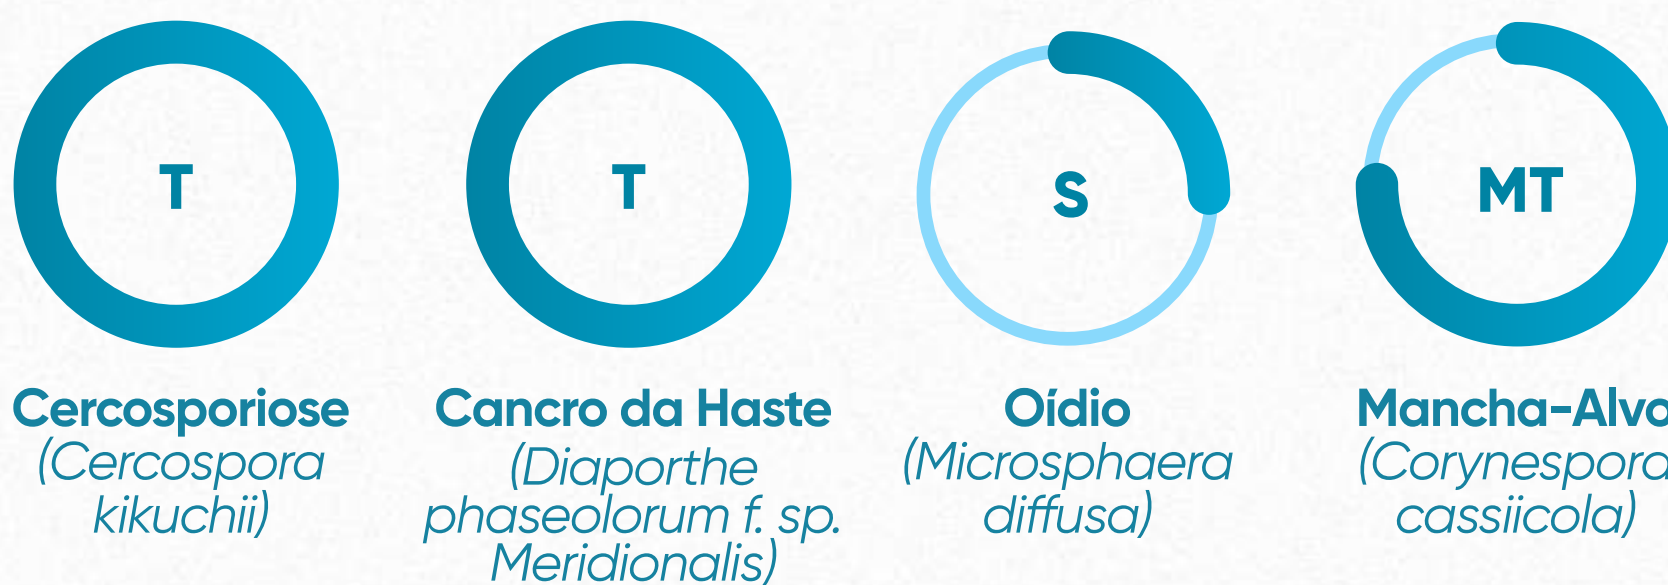 T
T
S
MT
Cercosporiose
(Cercospora
kikuchii)
Cancro da Haste
(Diaporthe
phaseolorum f. sp.
Meridionalis)
Oídio
(Microsphaera
diffusa)
Mancha-Alvo
(Corynespora
cassiicola)